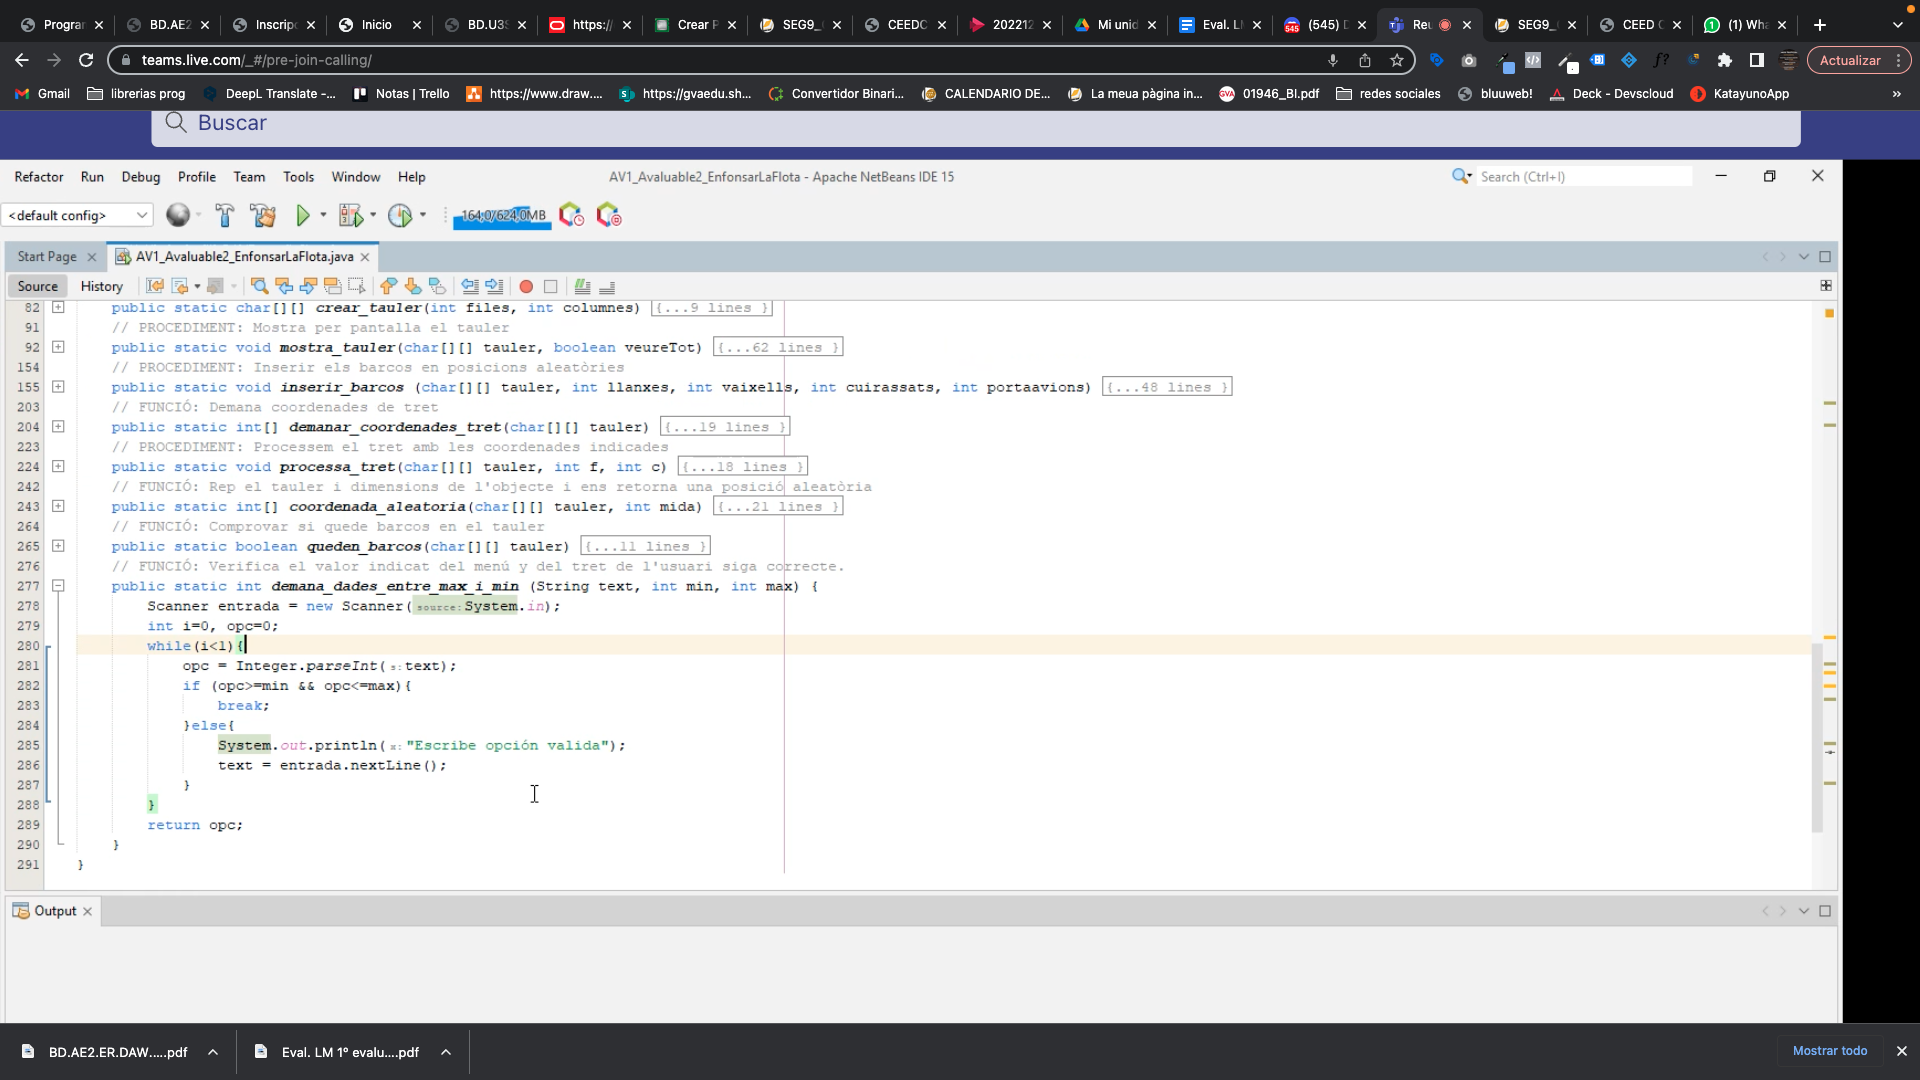 Progra
BD.AE2
Inscrip
Inicio
BD.U3S
https:/
Crear P
SEG9_
CEEDC
202212
Mi unid
Eval. LM
(545) D
Reu
SEG9_
CEED C
(1) Wha
teams.live.com/_#/pre-join-calling/
Actualizar
Gmail
librerias prog
DeepL Translate -...
Notas | Trello
https://www.draw....
https://gvaedu.sh...
Convertidor Binari...
CALENDARIO DE...
La meua pàgina in...
01946_BI.pdf
redes sociales
bluuweb!
Deck - Devscloud
KatayunoApp
»
Buscar
Refactor Run Debug Profile Team Tools Window Help
AV1_Avaluable2_EnfonsarLaFlota - Apache NetBeans IDE 15
Search (Ctrl+I)
<default config>
164,0/624,0MB
Start Page
AV1_Avaluable2_EnfonsarLaFlota.java
Source History
82 public static char[][] crear_tauler(int files, int columnes) {...9 lines }
91 // PROCEDIMENT: Mostra per pantalla el tauler
92 public static void mostra_tauler(char[][] tauler, boolean veureTot) {...62 lines }
154 // PROCEDIMENT: Inserir els barcos en posicions aleatòries
155 public static void inserir_barcos (char[][] tauler, int llanxes, int vaixells, int cuirassats, int portaavions) {...48 lines }
203 // FUNCIÓ: Demana coordenades de tret
204 public static int[] demanar_coordenades_tret(char[][] tauler) {...19 lines }
223 // PROCEDIMENT: Processem el tret amb les coordenades indicades
224 public static void processa_tret(char[][] tauler, int f, int c) {...18 lines }
242 // FUNCIÓ: Rep el tauler i dimensions de l'objecte i ens retorna una posició aleatòria
243 public static int[] coordenada_aleatoria(char[][] tauler, int mida) {...21 lines }
264 // FUNCIÓ: Comprovar si quede barcos en el tauler
265 public static boolean queden_barcos(char[][] tauler) {...11 lines }
276 // FUNCIÓ: Verifica el valor indicat del menú y del tret de l'usuari siga correcte.
277 public static int demana_dades_entre_max_i_min (String text, int min, int max) {
278 Scanner entrada = new Scanner( source: System.in);
279 int i=0, opc=0;
280 while(i<1){
281 opc = Integer.parseInt( s: text);
282 if (opc>=min && opc<=max){
283 break;
284 }else{
285 System.out.println( x: "Escribe opción valida");
286 text = entrada.nextLine();
287 }
288 }
289 return opc;
290 }
291 }
Output
BD.AE2.ER.DAW.....pdf
Eval. LM 1º evalu....pdf
Mostrar todo